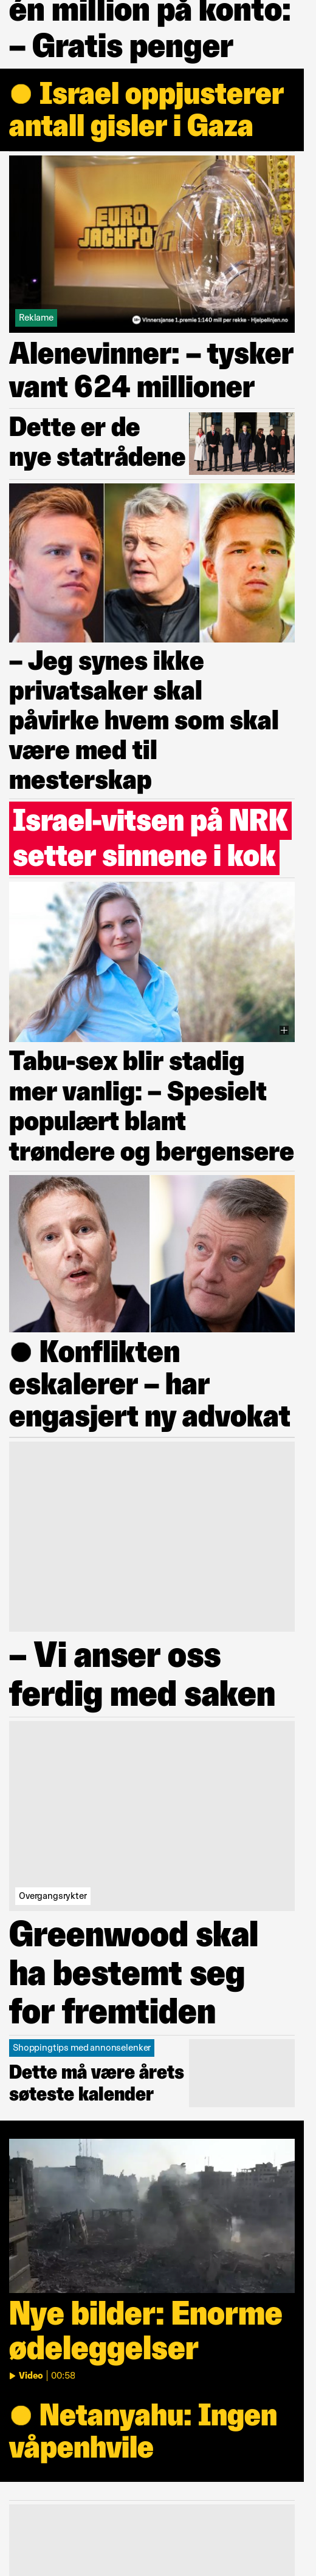 én million på konto:
– Gratis penger
● Israel oppjusterer
antall gisler i Gaza
EURO
JACKPOT
Reklame
Vinnersjanse 1.premie 1:140 mill per rekke - Hjelpelinjen.no
Alenevinner: – tysker
vant 624 millioner
Dette er de
nye statrådene
– Jeg synes ikke
privatsaker skal
påvirke hvem som skal
være med til
mesterskap
Israel-vitsen på NRK
setter sinnene i kok
Tabu-sex blir stadig
mer vanlig: – Spesielt
populært blant
trøndere og bergensere
● Konflikten
eskalerer – har
engasjert ny advokat
– Vi anser oss
ferdig med saken
Overgangsrykter
Greenwood skal
ha bestemt seg
for fremtiden
Shoppingtips med annonselenker
Dette må være årets
søteste kalender
Nye bilder: Enorme
ødeleggelser
Video | 00:58
● Netanyahu: Ingen
våpenhvile